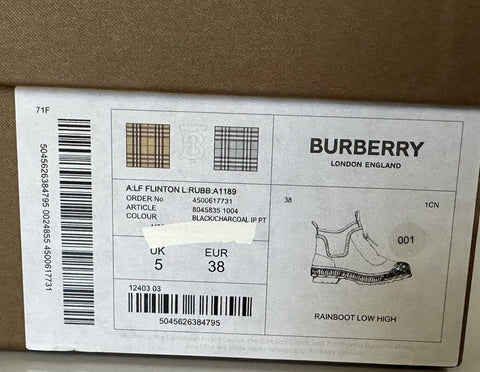 71F
5045626384795 0024855 4500617731
BURBERRY
LONDON ENGLAND
A:LF FLINTON L:RUBB:A1189
ORDER No 4500617731
ARTICLE 8045835 1004
COLOUR BLACK/CHARCOAL IP PT
UK EUR
5 38
12403 03
5045626384795
38 1CN
001
RAINBOOT LOW HIGH